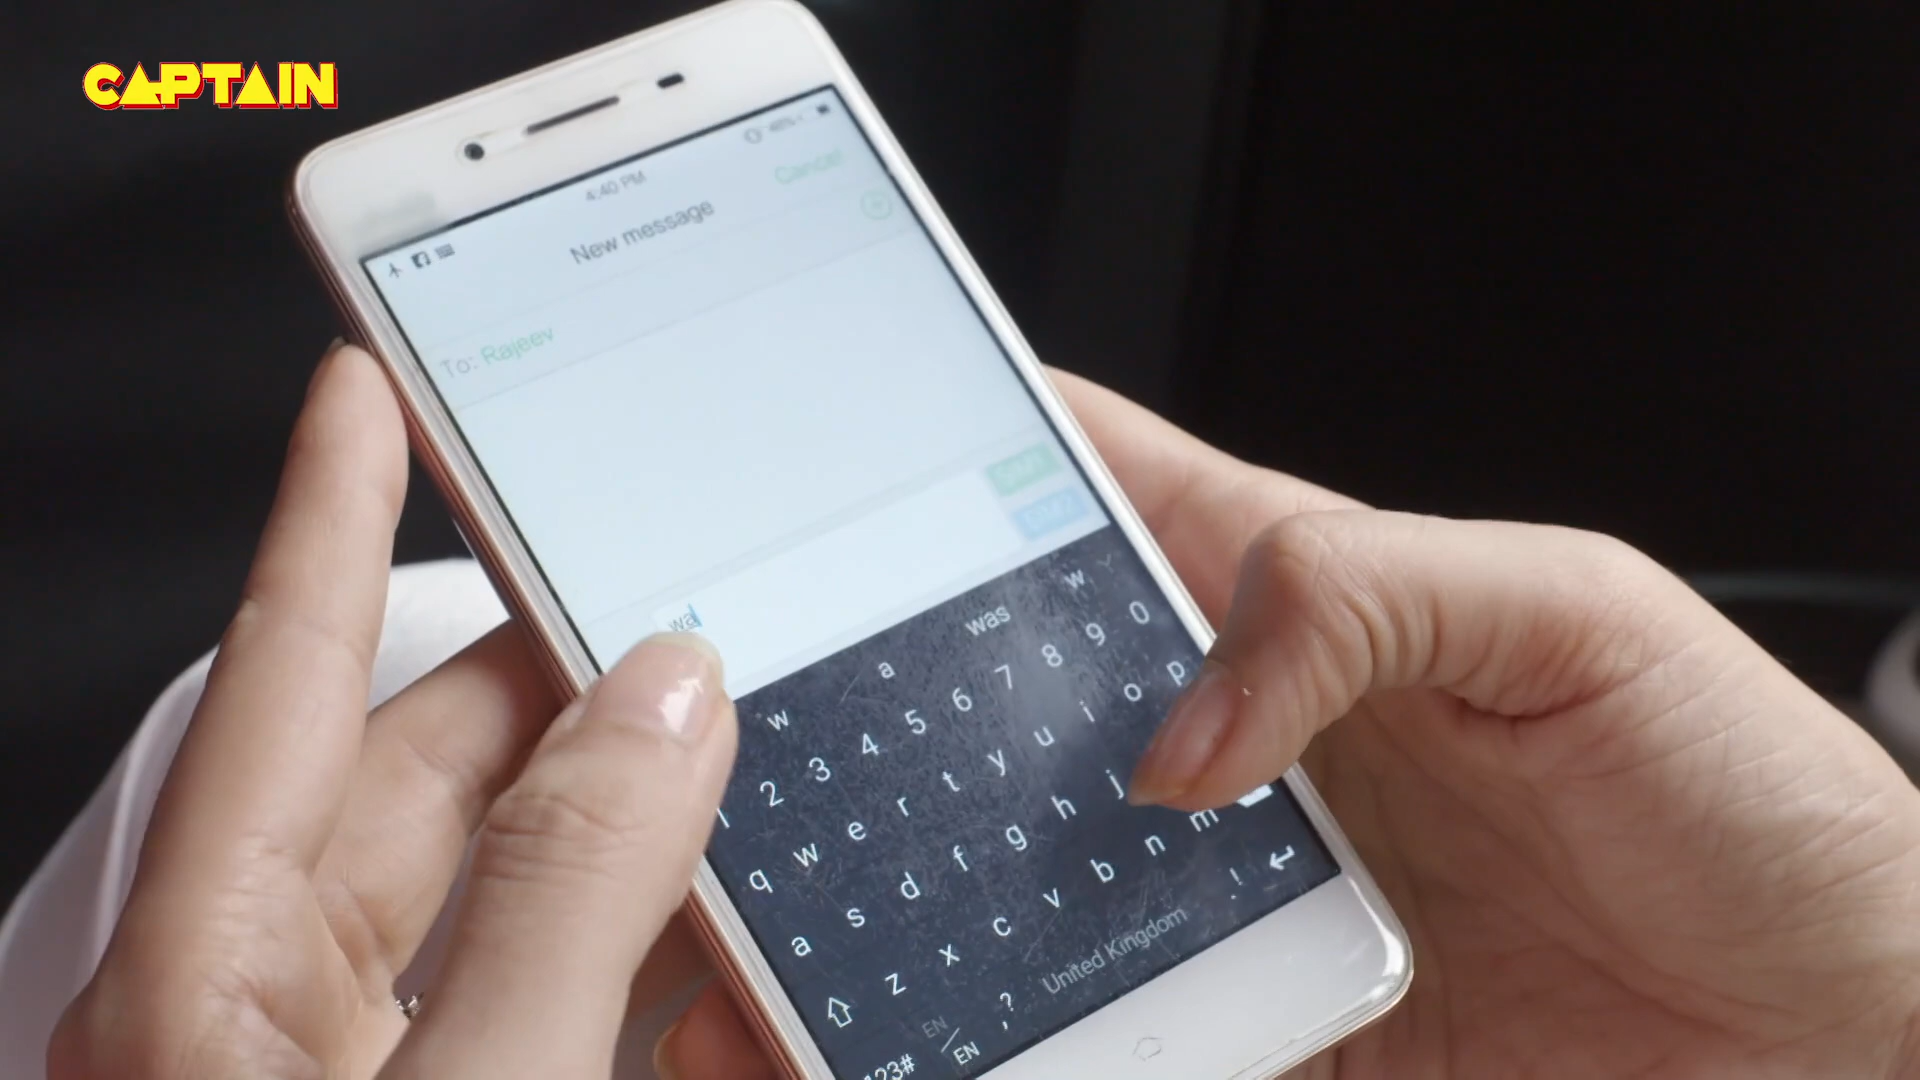 CAPTAIN
4:40 PM
New message
Cancel
To: Rajeev
wa
w a was w
1 2 3 4 5 6 7 8 9 0
q w e r t y u i o p
a s d f g h j
z x c v b n m
123# EN EN , ? United Kingdom !